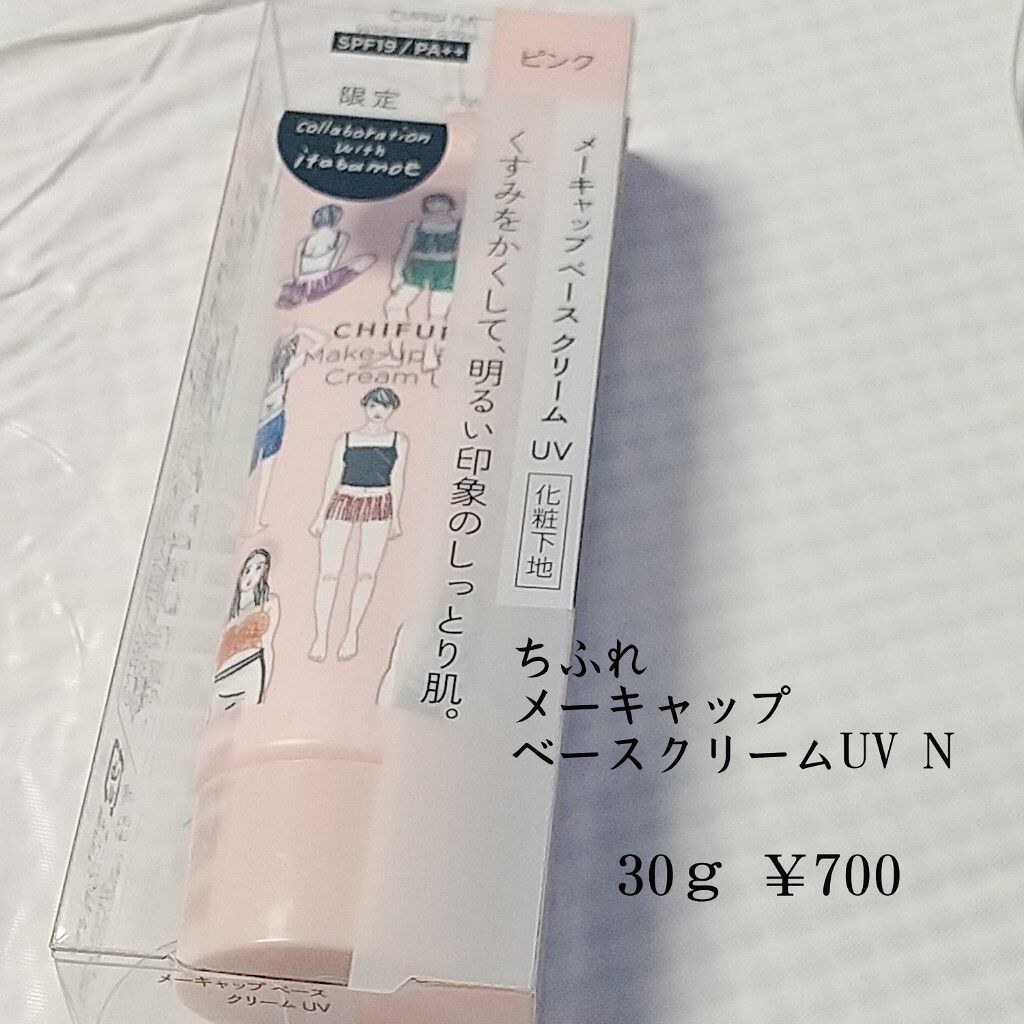 SPF19/PA++
ピンク
限定
collaboration
with
itabamoe
メーキャップ ベース クリーム UV
化粧下地
くすみをかくして、明るい印象のしっとり肌。
CHIFU
Make-Up
Cream
ちふれ
メーキャップ
ベースクリームUV N
30g ￥700
メーキャップ ベース
クリーム UV